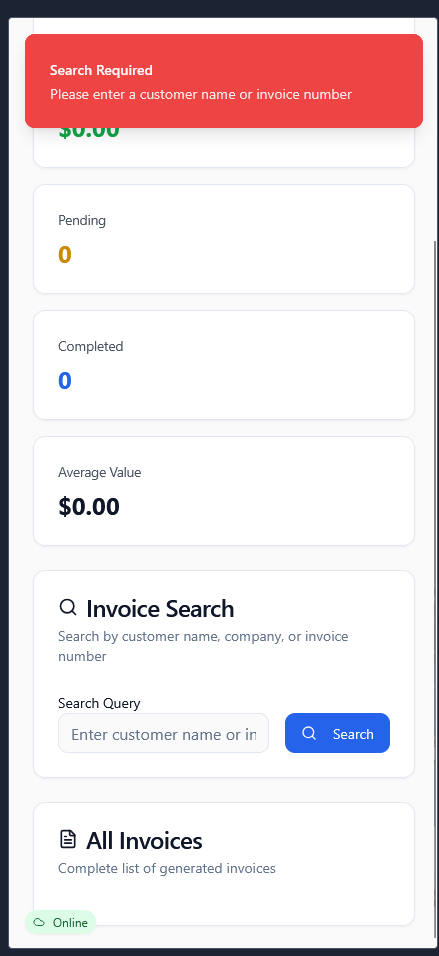 Search Required
Please enter a customer name or invoice number
$0.00
Pending
0
Completed
0
Average Value
$0.00
Invoice Search
Search by customer name, company, or invoice
number
Search Query
Enter customer name or in
Search
All Invoices
Complete list of generated invoices
Online